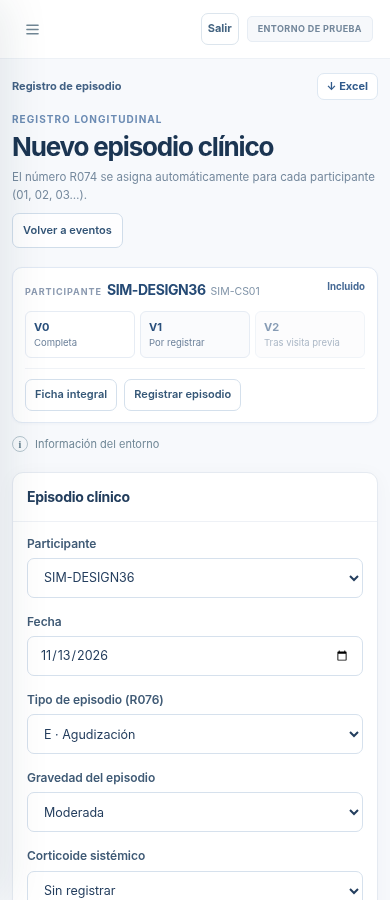 Salir
ENTORNO DE PRUEBA
Registro de episodio
↓ Excel
REGISTRO LONGITUDINAL
Nuevo episodio clínico
El número R074 se asigna automáticamente para cada participante
(01, 02, 03...).
Volver a eventos
PARTICIPANTE SIM-DESIGN36 SIM-CS01
Incluido
V0
Completa
V1
Por registrar
V2
Tras visita previa
Ficha integral
Registrar episodio
i Información del entorno
Episodio clínico
Participante
SIM-DESIGN36
Fecha
11/13/2026
Tipo de episodio (R076)
E · Agudización
Gravedad del episodio
Moderada
Corticoide sistémico
Sin registrar